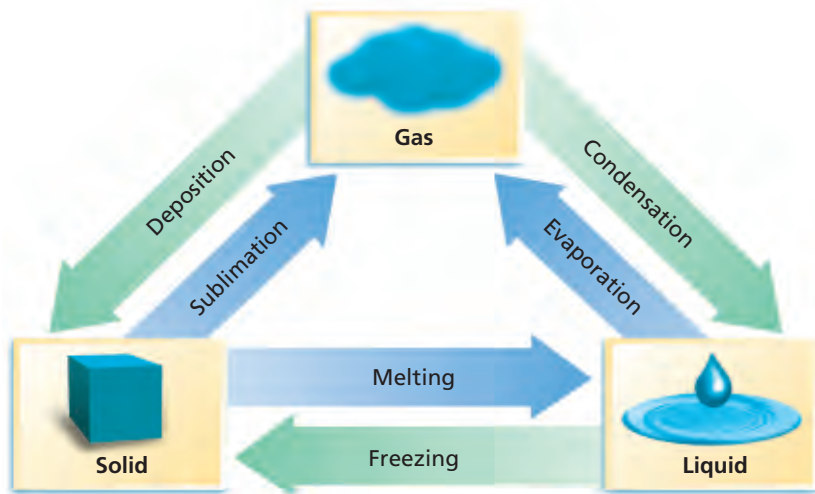 Gas
Deposition
Condensation
Sublimation
Evaporation
Melting
Solid
Freezing
Liquid